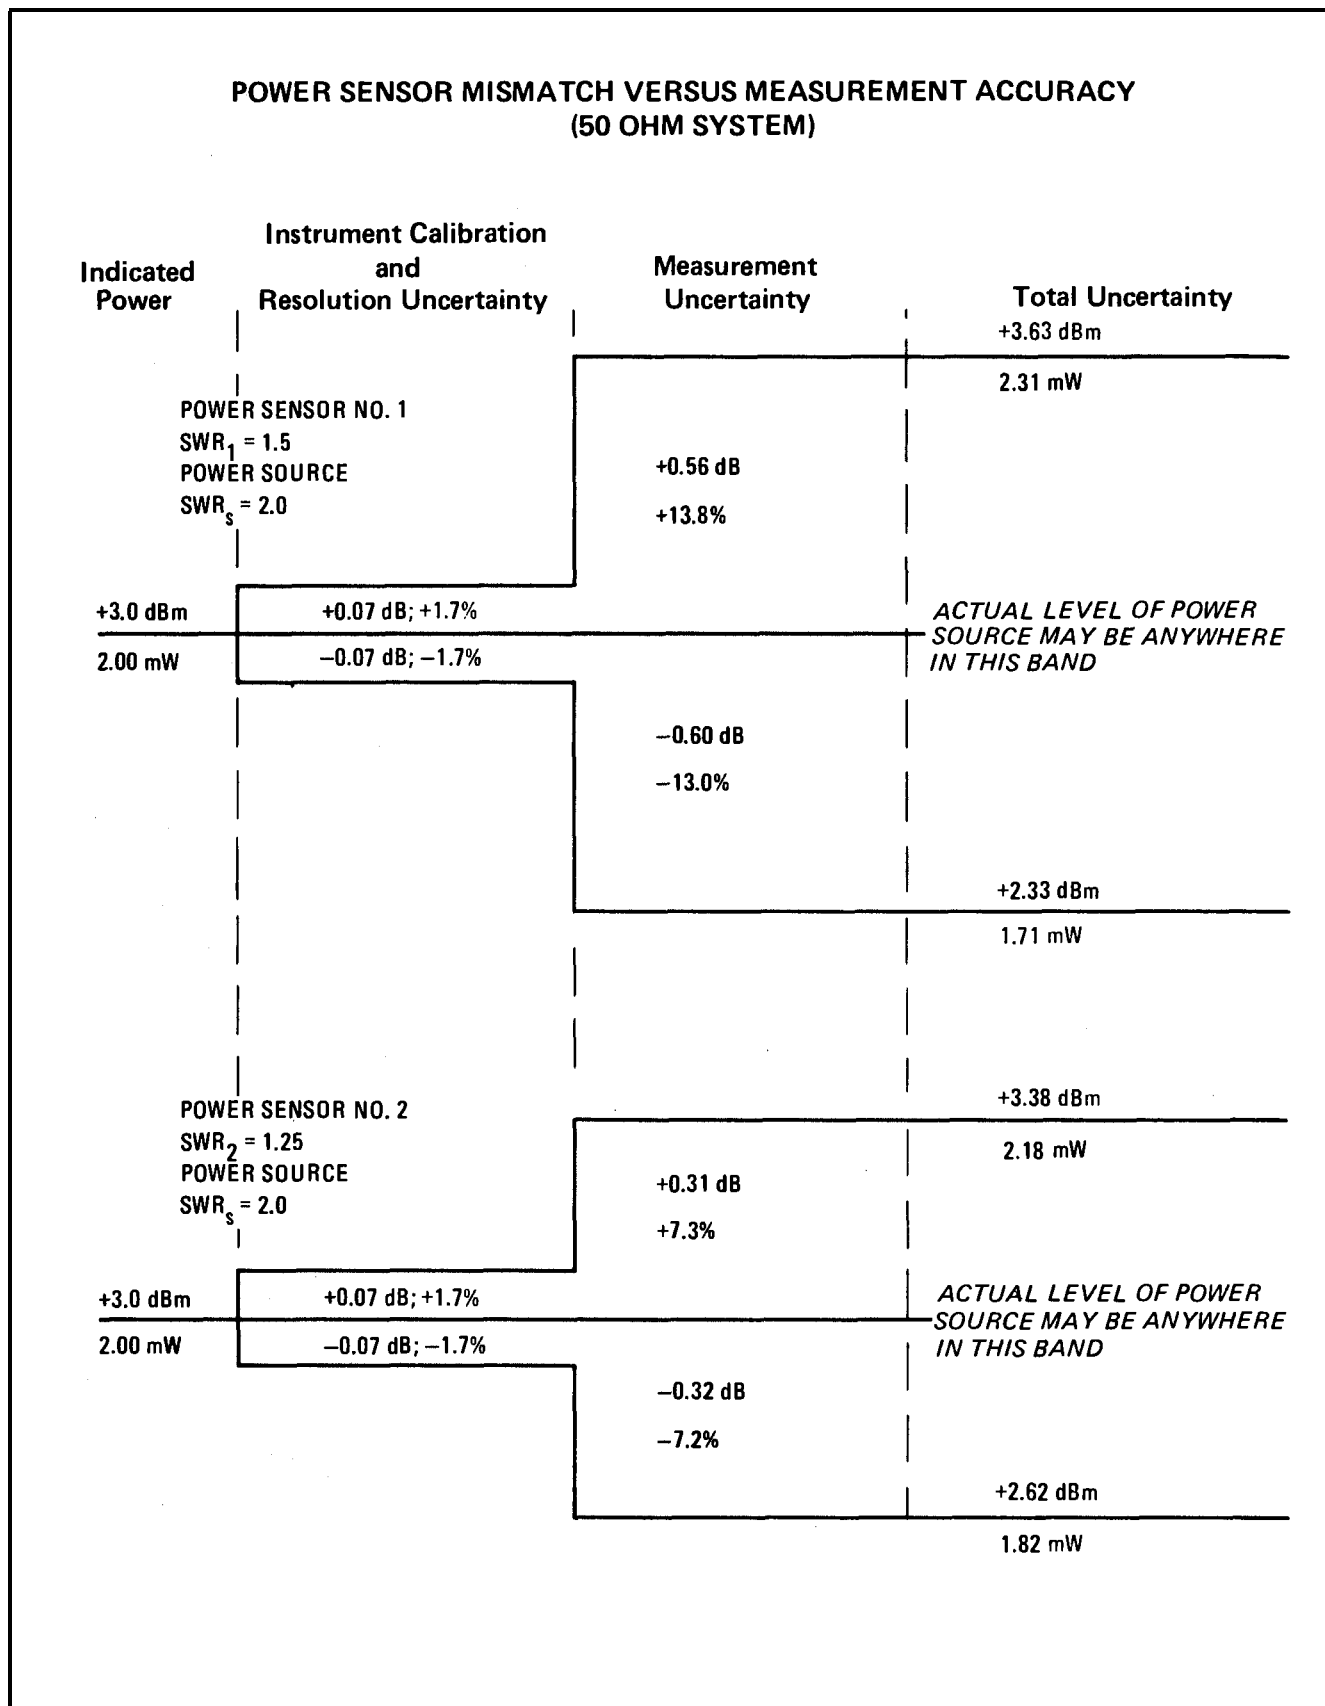 POWER SENSOR MISMATCH VERSUS MEASUREMENT ACCURACY
(50 OHM SYSTEM)
Indicated
Power
Instrument Calibration
and
Resolution Uncertainty
Measurement
Uncertainty
Total Uncertainty
+3.63 dBm
2.31 mW
POWER SENSOR NO. 1
SWR1 = 1.5
POWER SOURCE
SWRs = 2.0
+0.56 dB
+13.8%
+3.0 dBm
2.00 mW
+0.07 dB; +1.7%
−0.07 dB; −1.7%
ACTUAL LEVEL OF POWER
SOURCE MAY BE ANYWHERE
IN THIS BAND
−0.60 dB
−13.0%
+2.33 dBm
1.71 mW
+3.38 dBm
2.18 mW
POWER SENSOR NO. 2
SWR2 = 1.25
POWER SOURCE
SWRs = 2.0
+0.31 dB
+7.3%
+3.0 dBm
2.00 mW
+0.07 dB; +1.7%
−0.07 dB; −1.7%
ACTUAL LEVEL OF POWER
SOURCE MAY BE ANYWHERE
IN THIS BAND
−0.32 dB
−7.2%
+2.62 dBm
1.82 mW